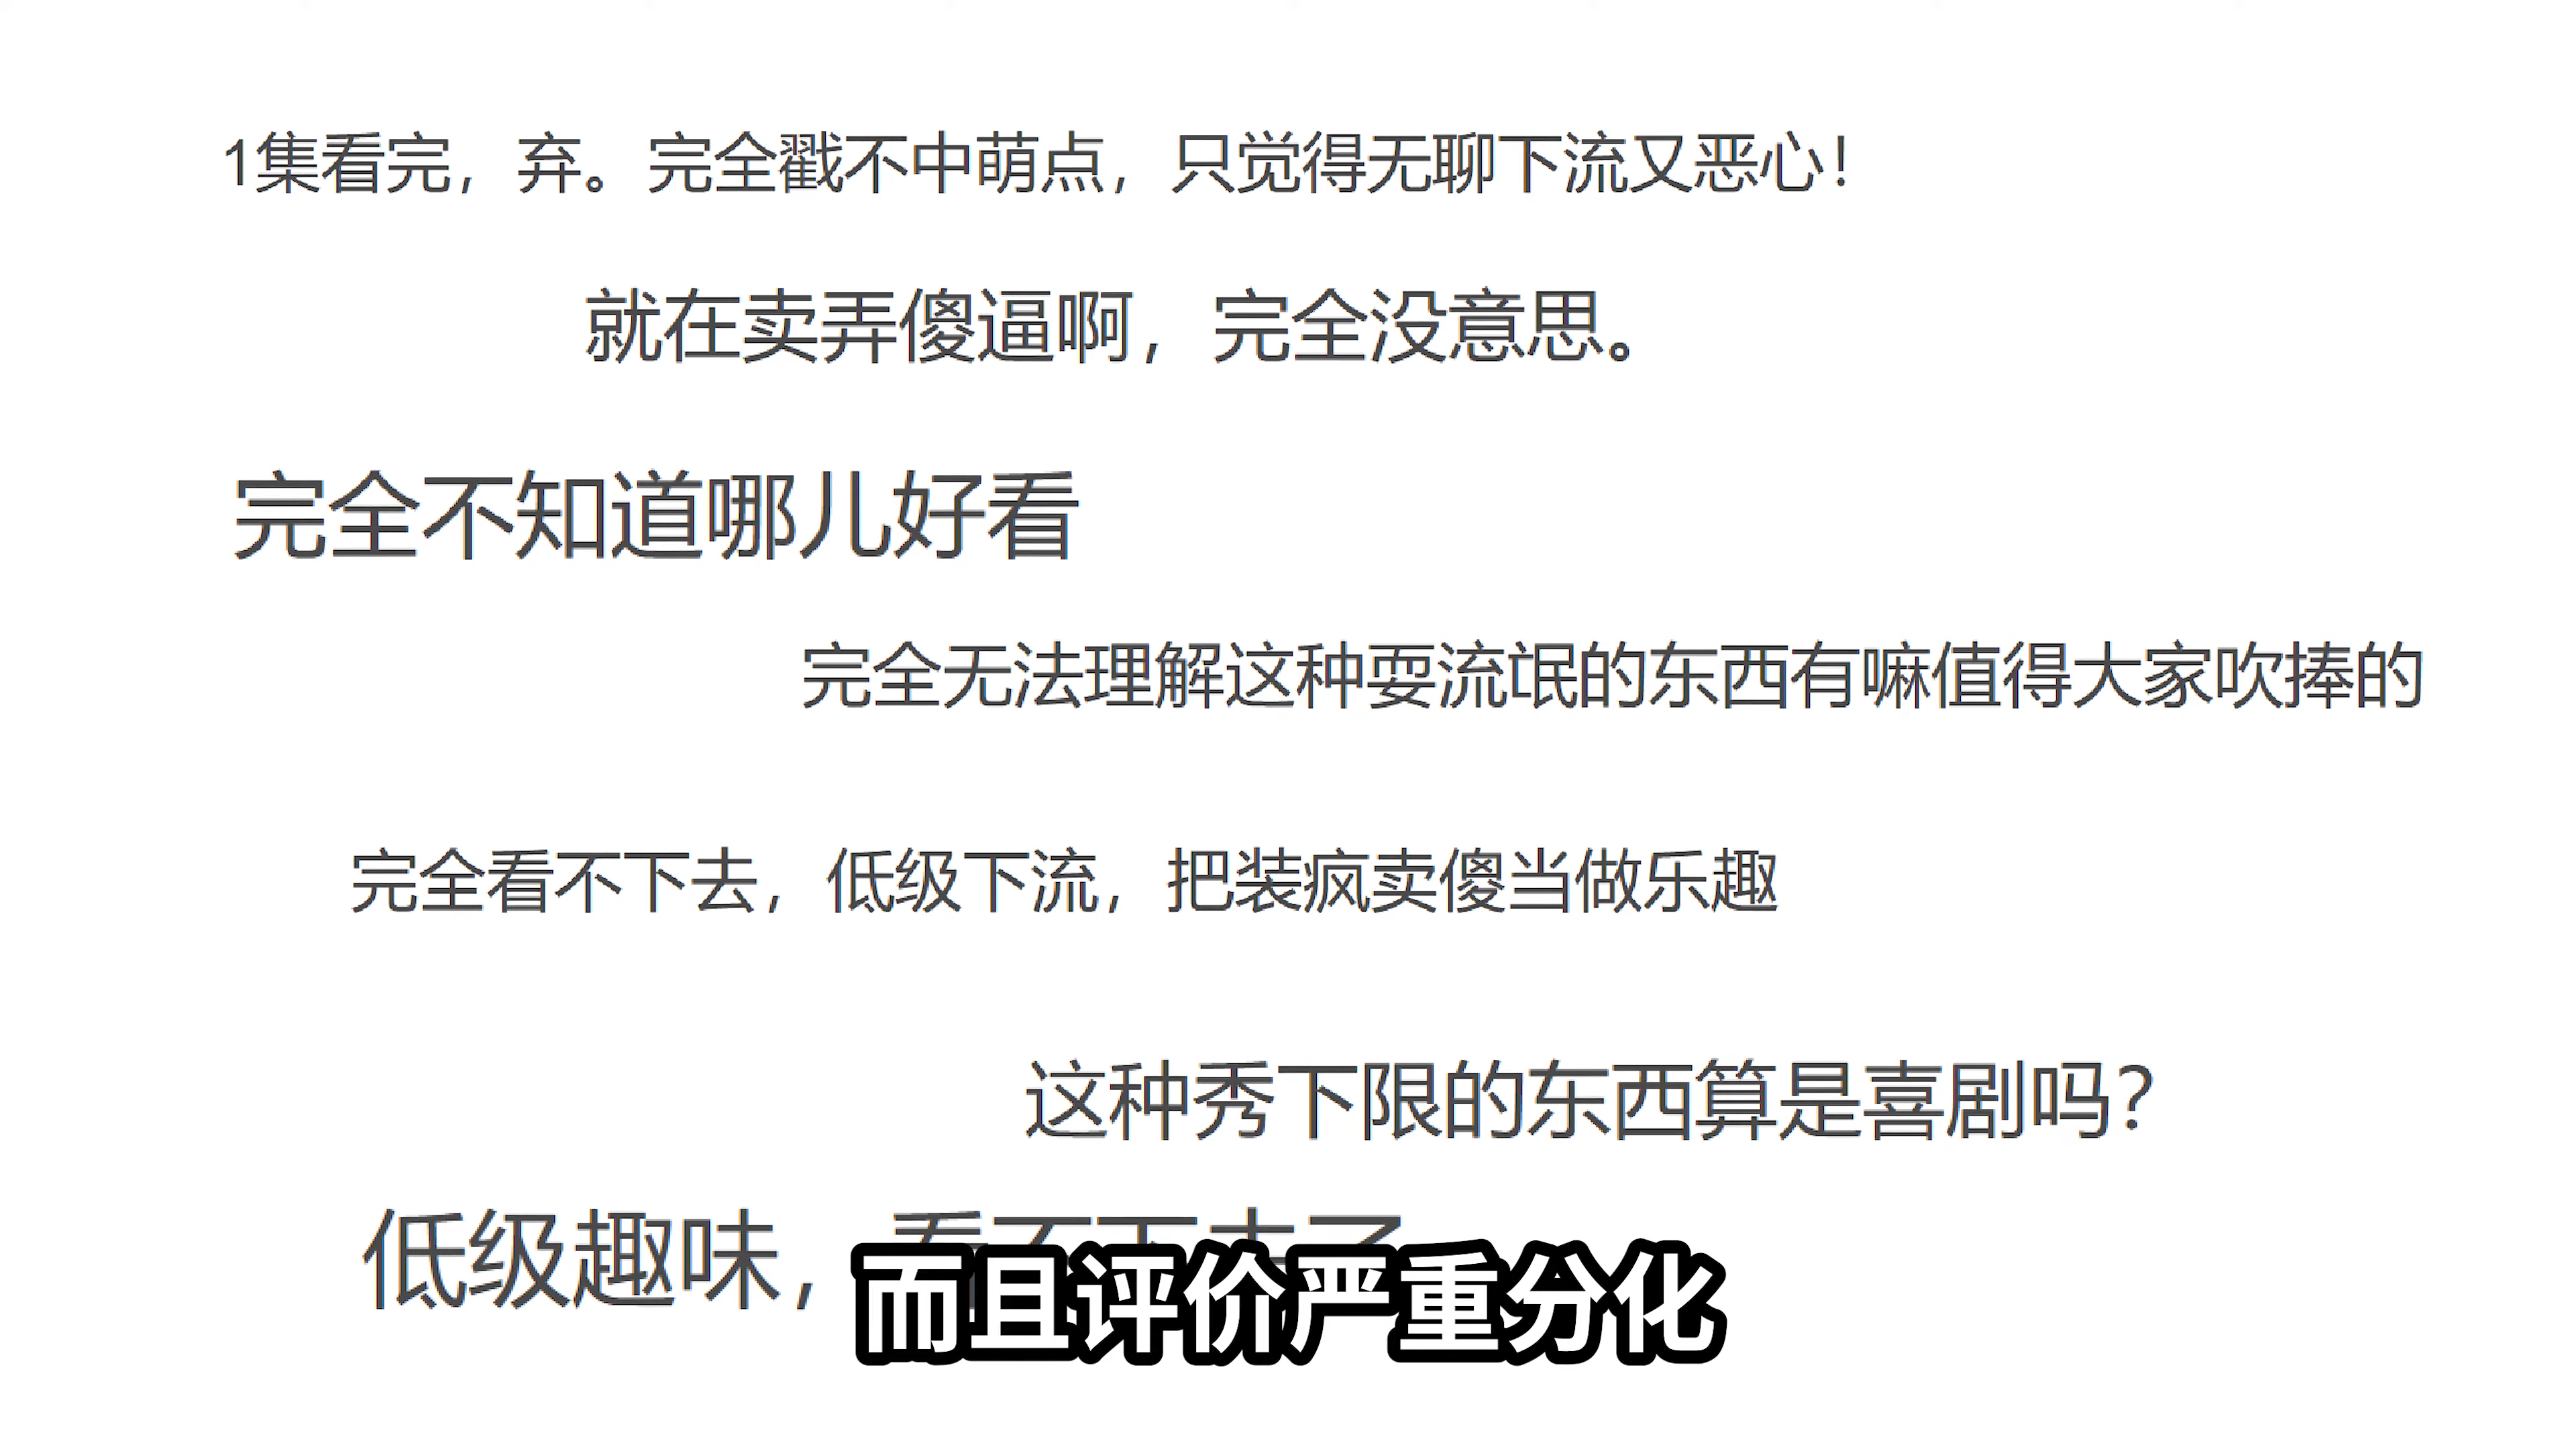 1集看完，弃。完全戳不中萌点，只觉得无聊下流又恶心！
就在卖弄傻逼啊，完全没意思。
完全不知道哪儿好看
完全无法理解这种耍流氓的东西有嘛值得大家吹捧的
完全看不下去，低级下流，把装疯卖傻当做乐趣
这种秀下限的东西算是喜剧吗？
低级趣味，看不下去了
而且评价严重分化